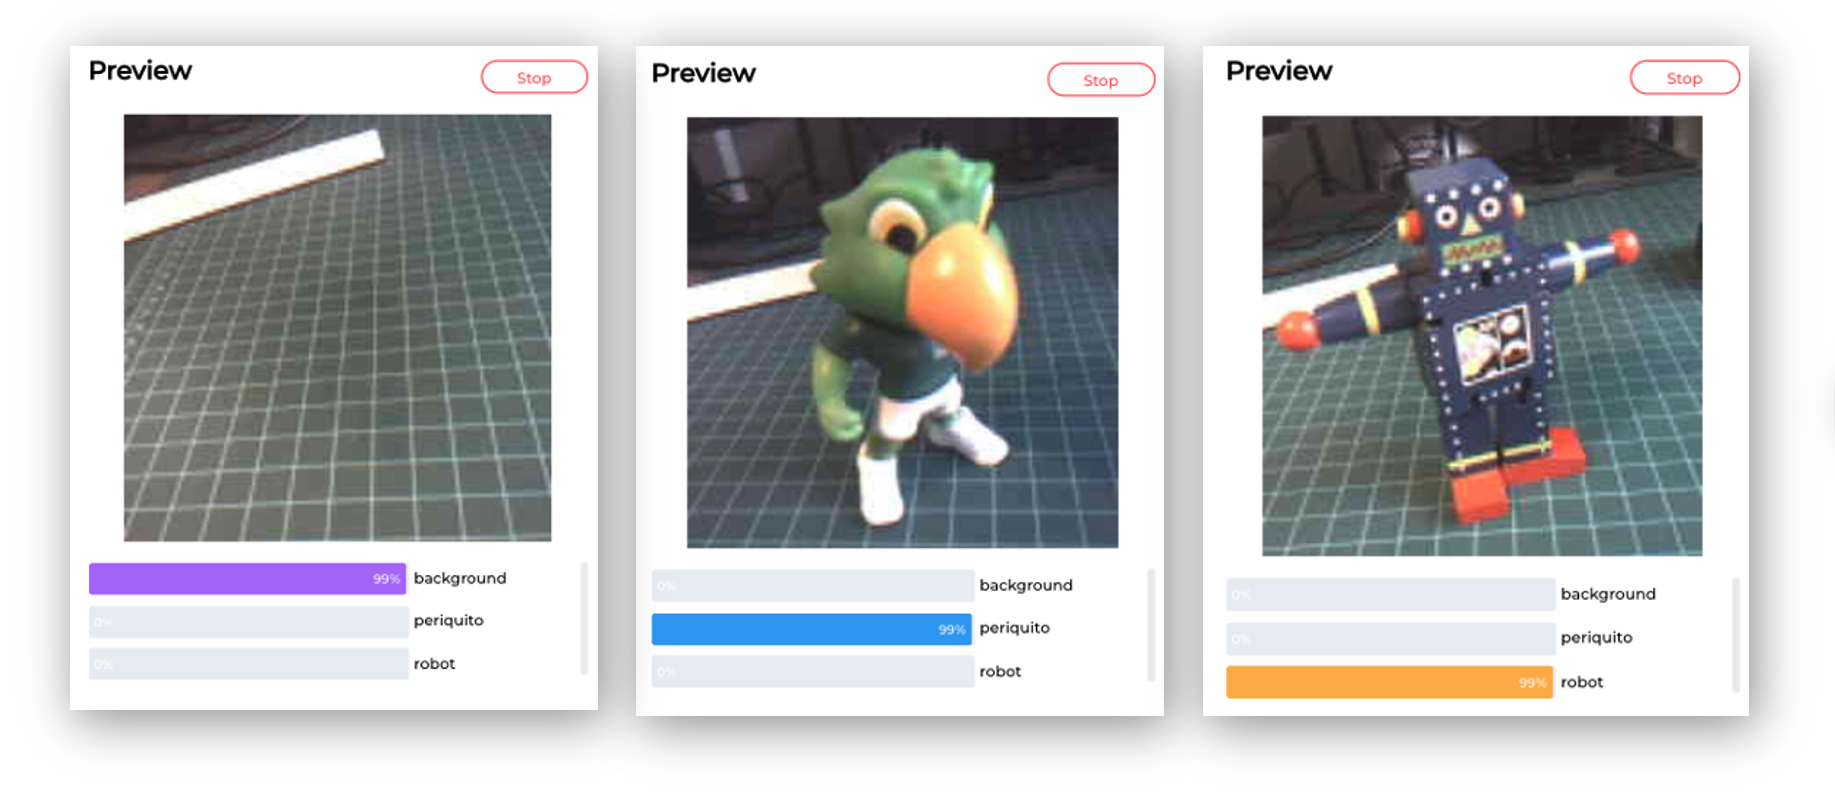 Preview
Stop
99% background
0% periquito
0% robot
Preview
Stop
0% background
99% periquito
0% robot
Preview
Stop
0% background
0% periquito
99% robot